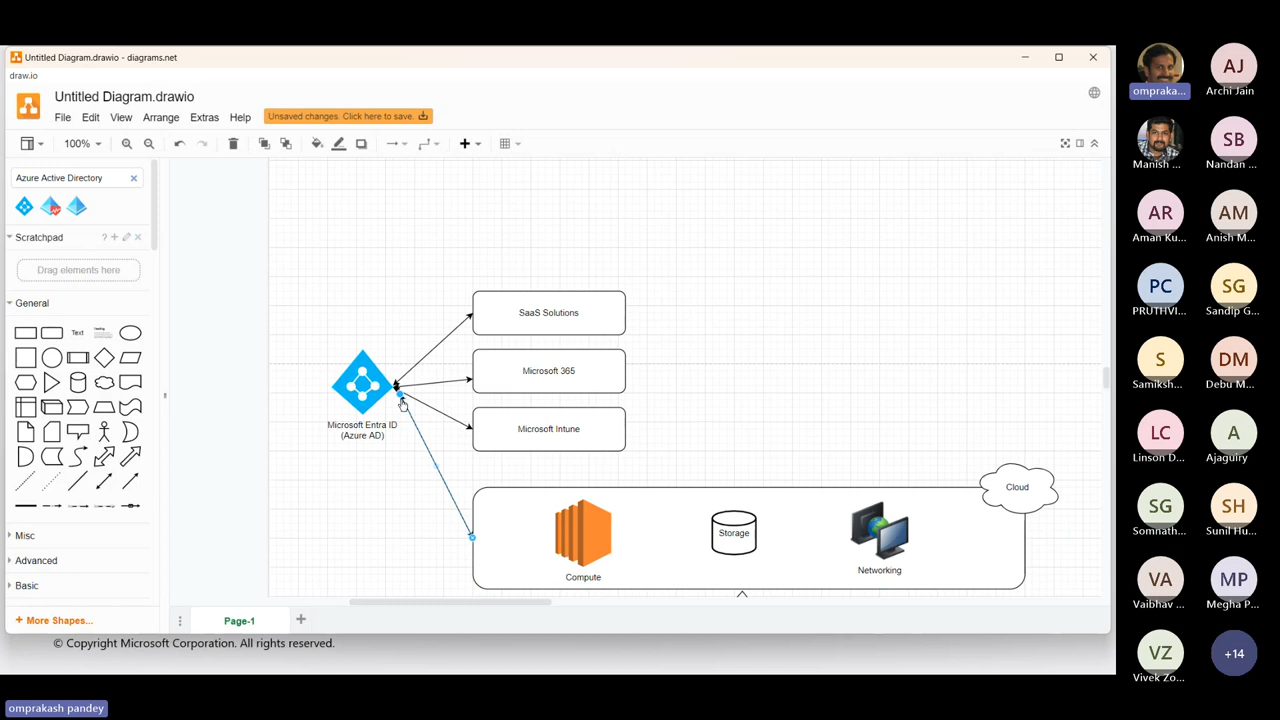 Untitled Diagram.drawio - diagrams.net
draw.io
Untitled Diagram.drawio
File Edit View Arrange Extras Help
Unsaved changes. Click here to save.
100%
Azure Active Directory
Scratchpad
Drag elements here
General
Text
Heading
Misc
Advanced
Basic
+ More Shapes...
SaaS Solutions
Microsoft 365
Microsoft Intune
Microsoft Entra ID
(Azure AD)
Cloud
Compute
Storage
Networking
Page-1
© Copyright Microsoft Corporation. All rights reserved.
ompraka...
AJ
Archi Jain
Manish ...
SB
Nandan ...
AR
Aman Ku...
AM
Anish M...
PC
PRUTHVI...
SG
Sandip G...
S
Samiksh...
DM
Debu M...
LC
Linson D...
A
Ajaguiry
SG
Somnath...
SH
Sunil Hu...
VA
Vaibhav ...
MP
Megha P...
VZ
Vivek Zo...
+14
omprakash pandey